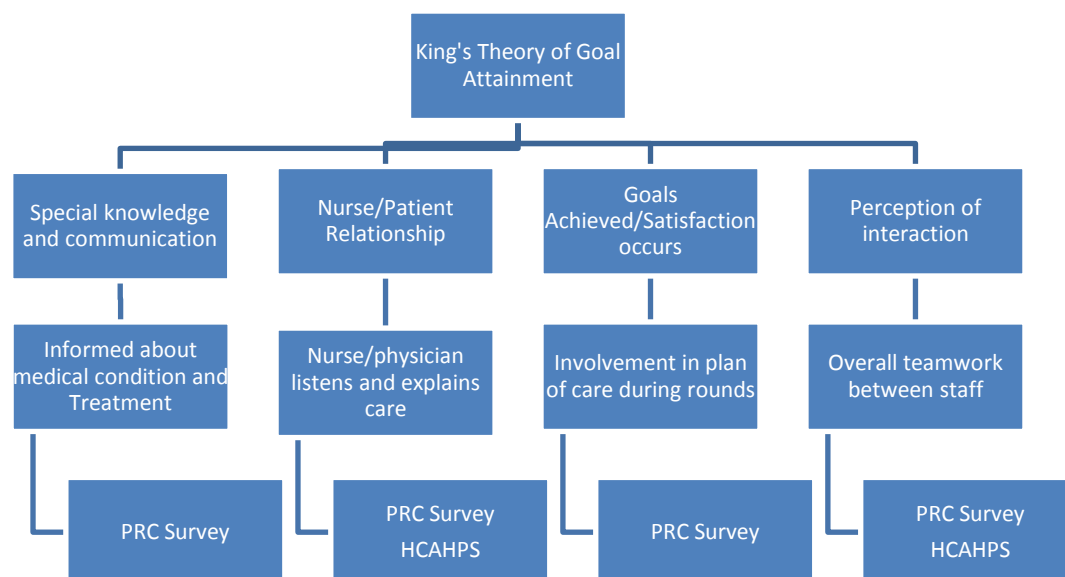 King's Theory of Goal
Attainment
Special knowledge
and communication
Nurse/Patient
Relationship
Goals
Achieved/Satisfaction
occurs
Perception of
interaction
Informed about
medical condition and
Treatment
Nurse/physician
listens and explains
care
Involvement in plan
of care during rounds
Overall teamwork
between staff
PRC Survey
PRC Survey
HCAHPS
PRC Survey
PRC Survey
HCAHPS